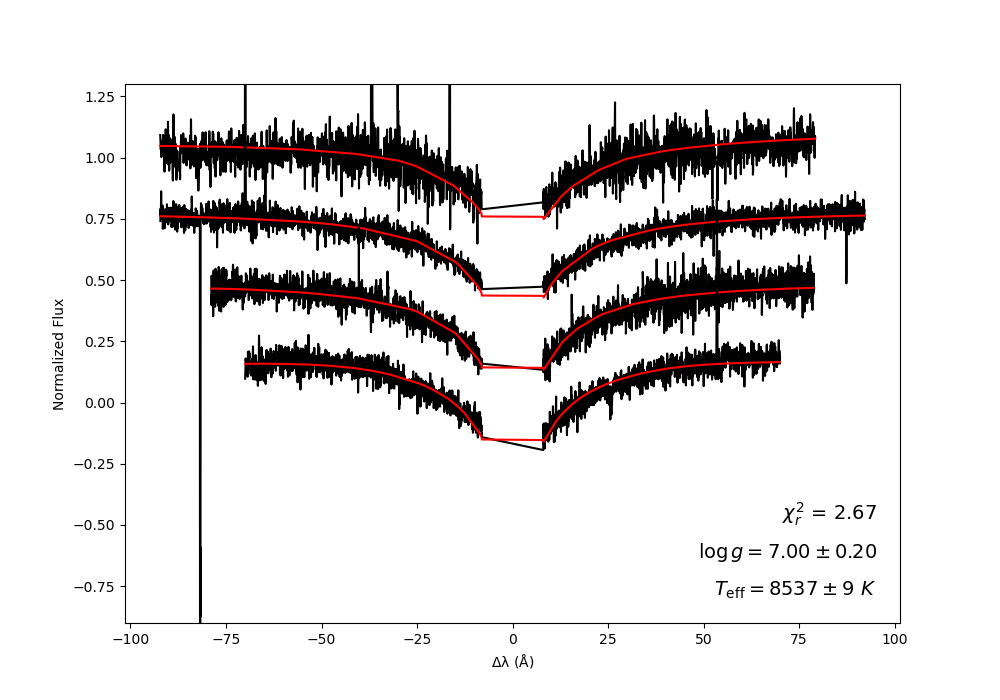 1.25
1.00
0.75
0.50
0.25
0.00
−0.25
−0.50
−0.75
Normalized Flux
χ²ᵣ = 2.67
log g = 7.00 ± 0.20
T_eff = 8537 ± 9 K
−100 −75 −50 −25 0 25 50 75 100
Δλ (Å)